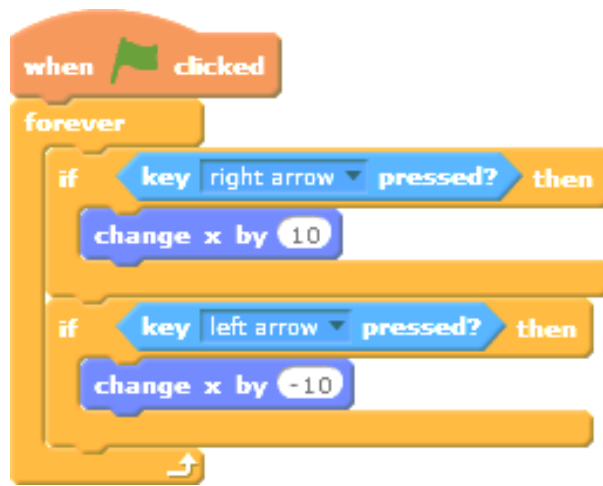 when clicked
forever
if key right arrow pressed? then
change x by 10
if key left arrow pressed? then
change x by -10